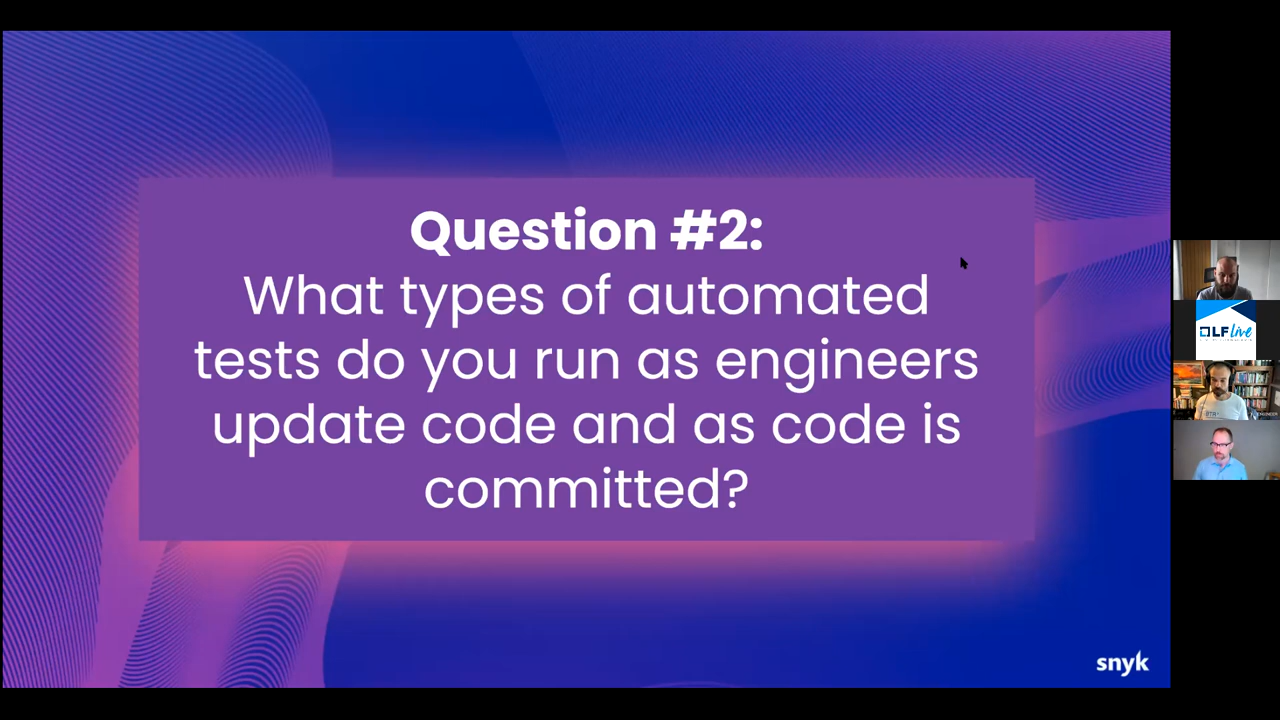 Question #2:
What types of automated
tests do you run as engineers
update code and as code is
committed?
LF live
snyk